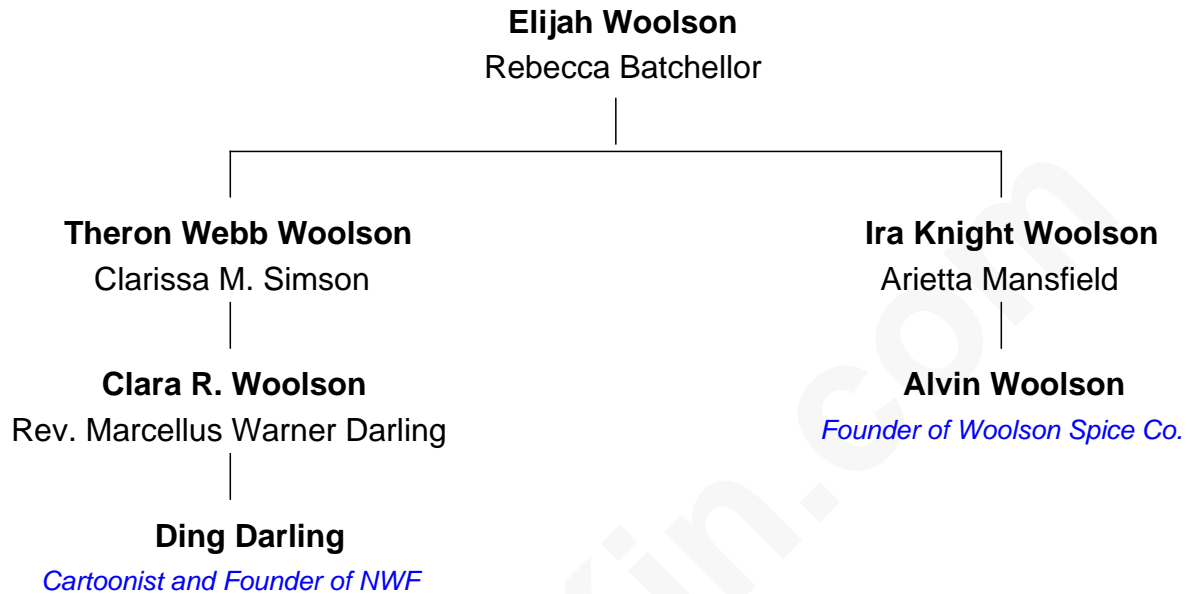 Elijah Woolson
Rebecca Batchellor
Theron Webb Woolson
Clarissa M. Simson
Ira Knight Woolson
Arietta Mansfield
Clara R. Woolson
Rev. Marcellus Warner Darling
Alvin Woolson
Founder of Woolson Spice Co.
Ding Darling
Cartoonist and Founder of NWF